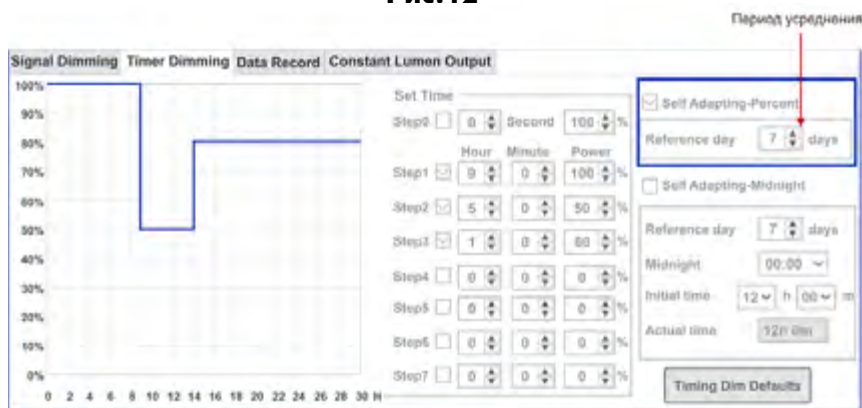 Период усреднения
Signal Dimming Timer Dimming Data Record Constant Lumen Output
100%
90%
80%
70%
60%
50%
40%
30%
20%
10%
0%
0 2 4 6 8 10 12 14 16 18 20 22 24 26 28 30 H
Set Time
Step0 0 Second 100 %
Hour Minute Power
Step1 9 0 100 %
Step2 5 0 50 %
Step3 1 0 80 %
Step4 0 0 0 %
Step5 0 0 0 %
Step6 0 0 0 %
Step7 0 0 0 %
Self Adapting-Percent
Reference day 7 days
Self Adapting-Midnight
Reference day 7 days
Midnight 00:00
Initial time 12 h 00 m
Actual time
Timing Dim Defaults